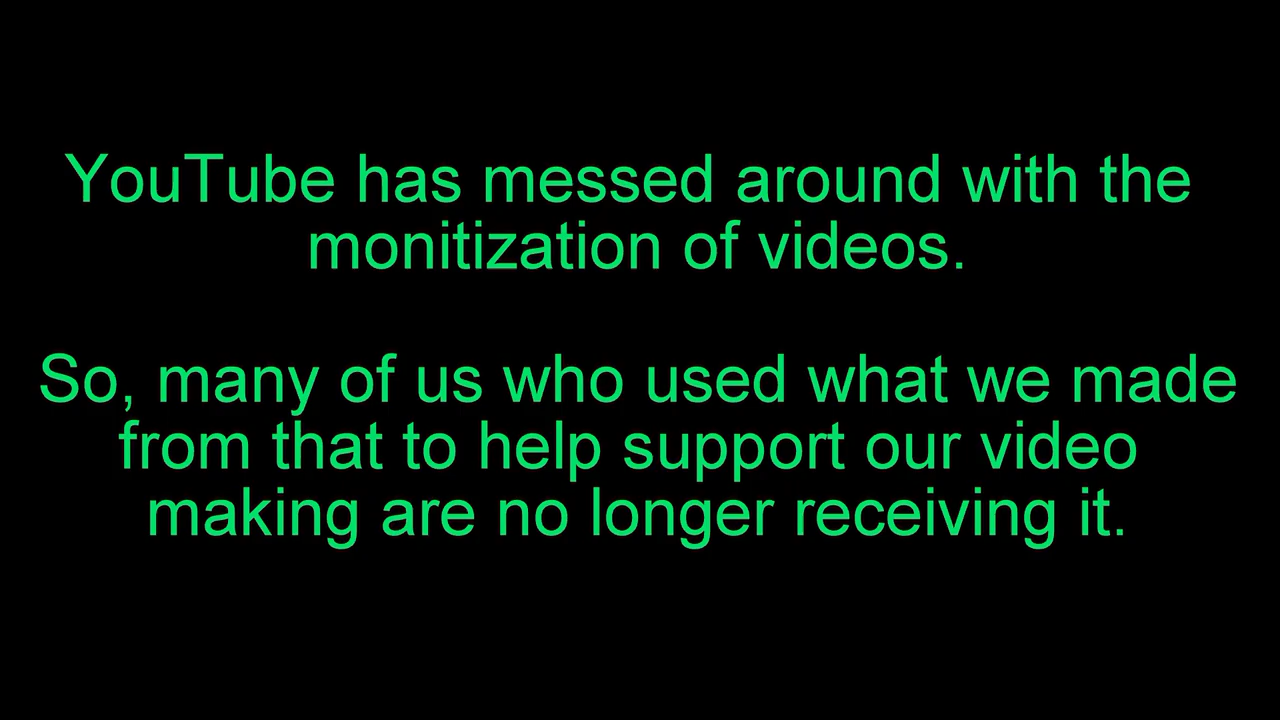 YouTube has messed around with the
monitization of videos.
So, many of us who used what we made
from that to help support our video
making are no longer receiving it.